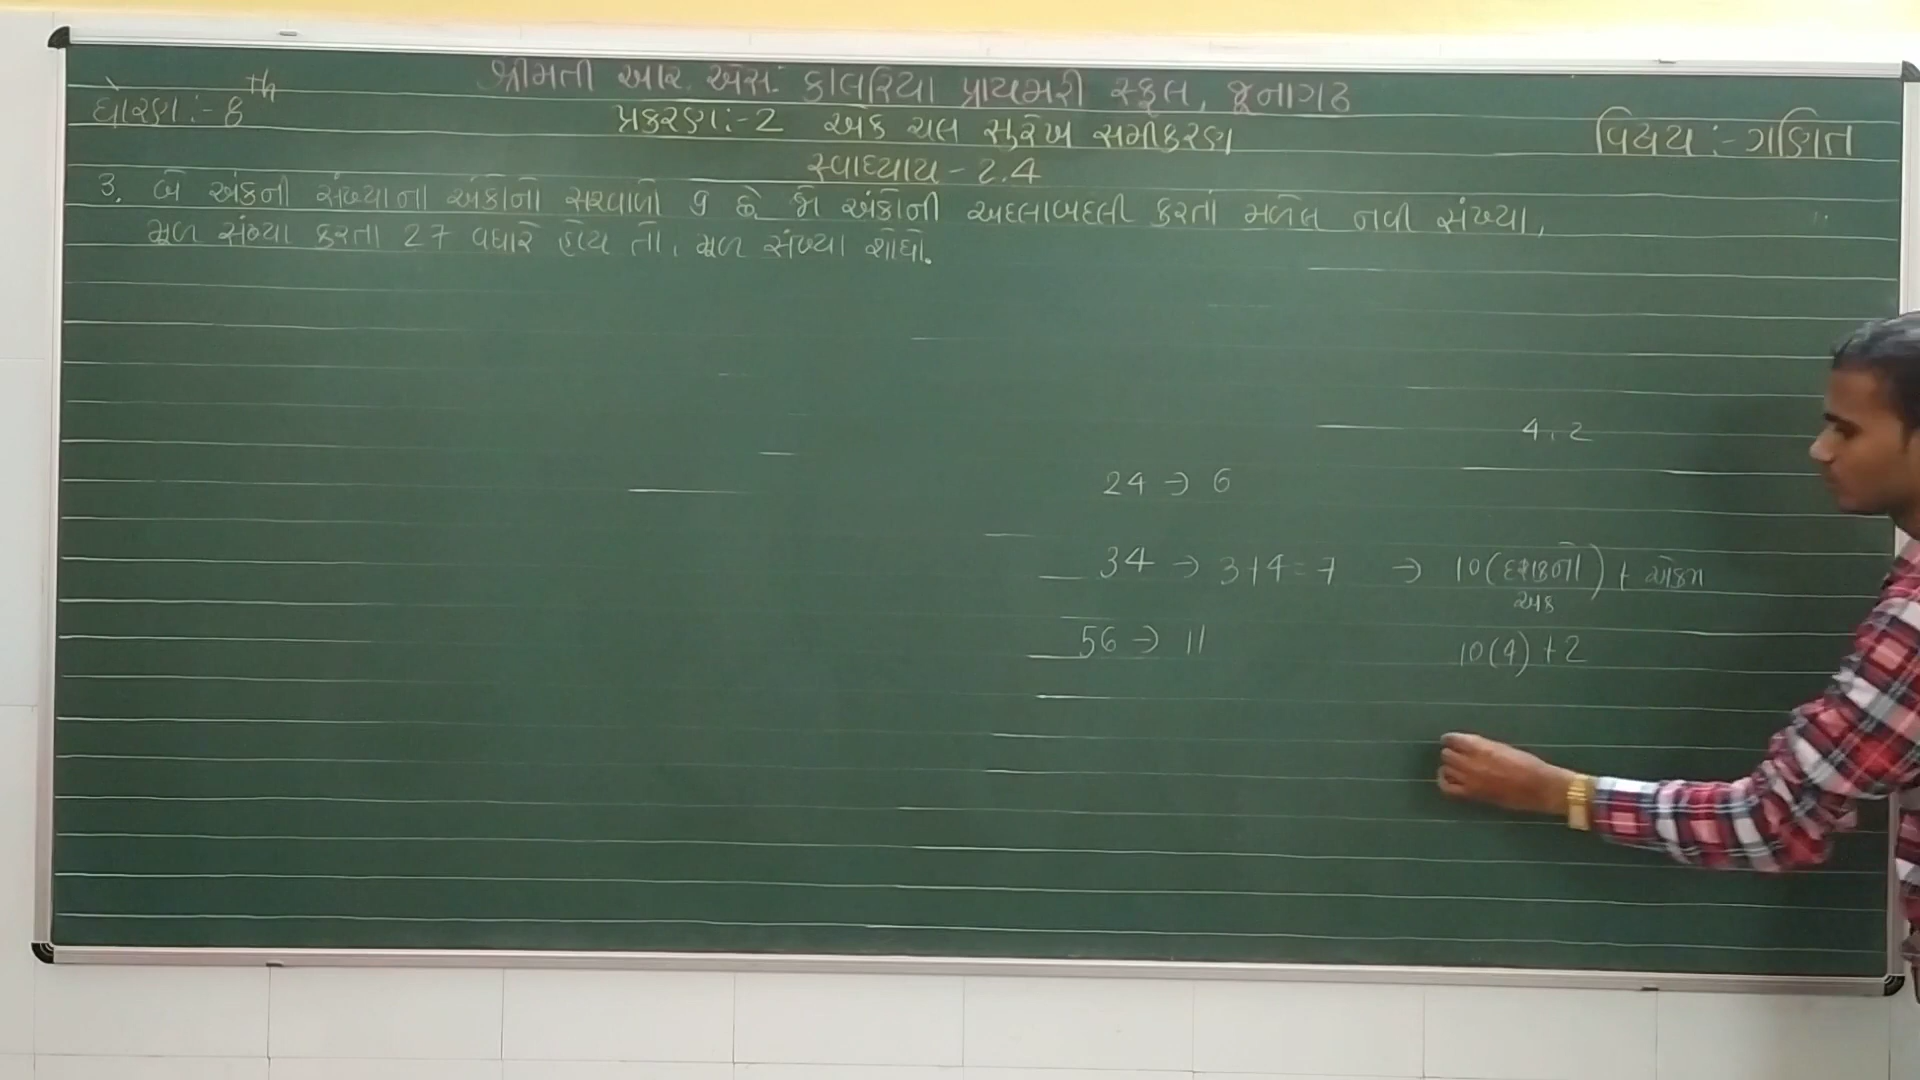 શ્રીમતી આર. એસ. કાલરિયા પ્રાયમરી સ્કૂલ, જૂનાગઢ
ધોરણ :- 8th
પ્રકરણ :- 2 એક ચલ સુરેખ સમીકરણ
વિષય :- ગણિત
સ્વાધ્યાય - 2.4
3. બે અંકની સંખ્યાના અંકોનો સરવાળો 9 છે જો અંકોની અદલાબદલી કરતાં મળેલ નવી સંખ્યા,
મૂળ સંખ્યા કરતા 27 વધારે હોય તો, મૂળ સંખ્યા શોધો.
4, 2
24 → 6
34 → 3+4=7 → 10(દશકનો અંક) + એકમ
56 → 11 10(4)+2